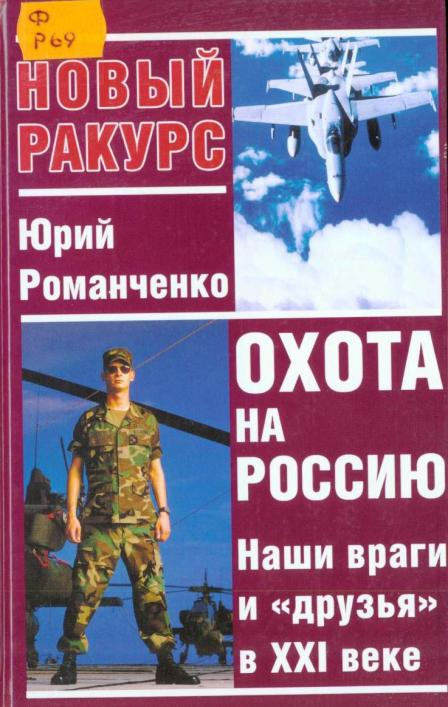 Ф
Р69
НОВЫЙ
РАКУРС
Юрий
Романченко
ОХОТА
НА
РОССИЮ
Наши враги
и «друзья»
в XXI веке